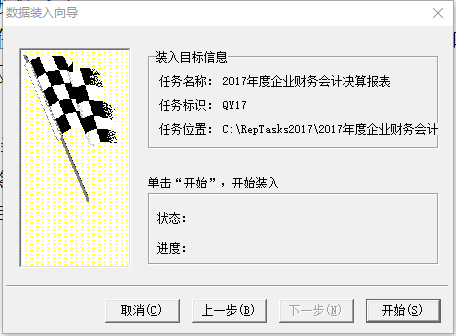 数据装入向导
装入目标信息
任务名称: 2017年度企业财务会计决算报表
任务标识: QY17
任务位置: C:\RepTasks2017\2017年度企业财务会计
单击“开始”，开始装入
状态:
进度:
取消(C) 上一步(B) 下一步(N) 开始(S)